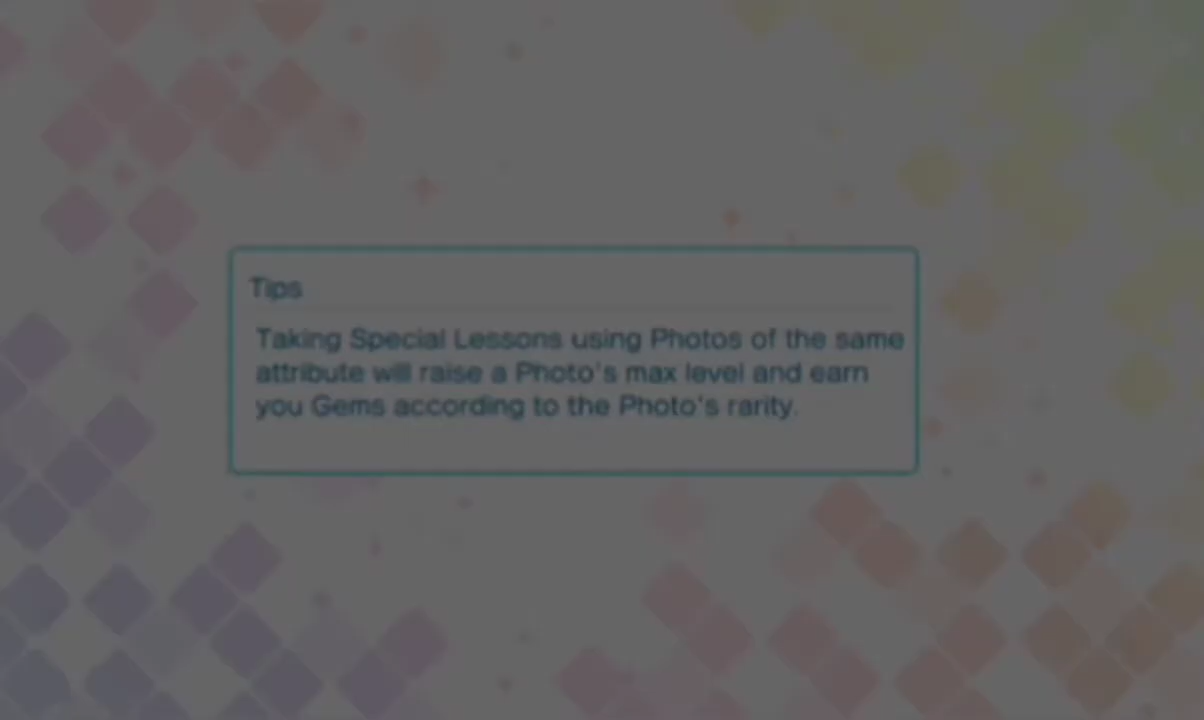 Tips
Taking Special Lessons using Photos of the same
attribute will raise a Photo's max level and earn
you Gems according to the Photo's rarity.